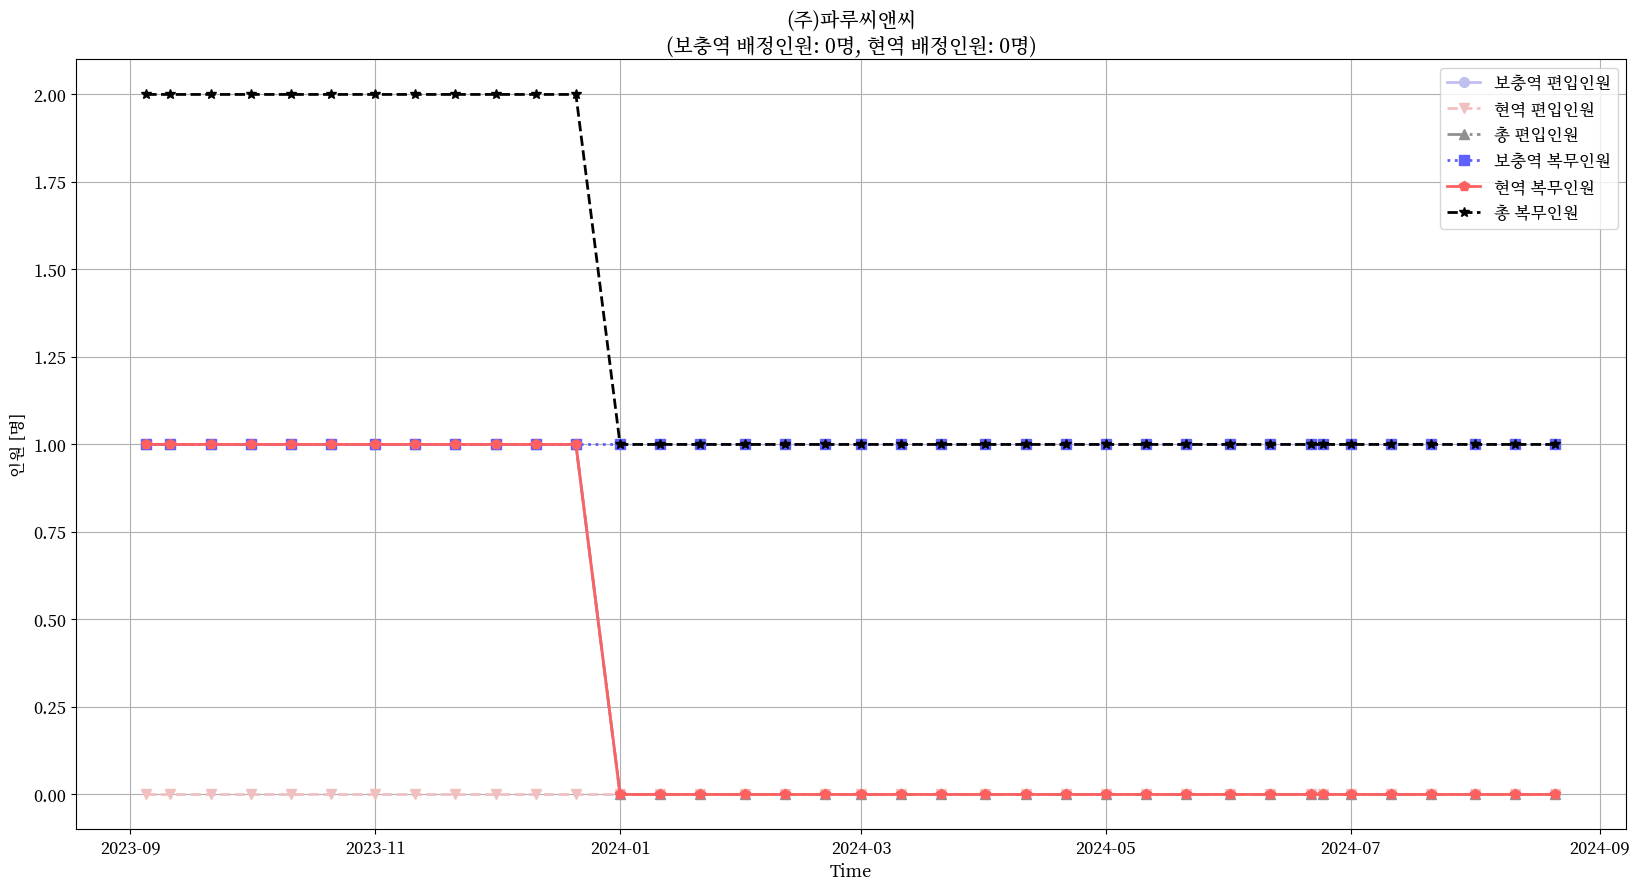 (주)파루씨앤씨
(보충역 배정인원: 0명, 현역 배정인원: 0명)
보충역 편입인원
현역 편입인원
총 편입인원
보충역 복무인원
현역 복무인원
총 복무인원
인원 [명]
2.00
1.75
1.50
1.25
1.00
0.75
0.50
0.25
0.00
2023-09 2023-11 2024-01 2024-03 2024-05 2024-07 2024-09
Time